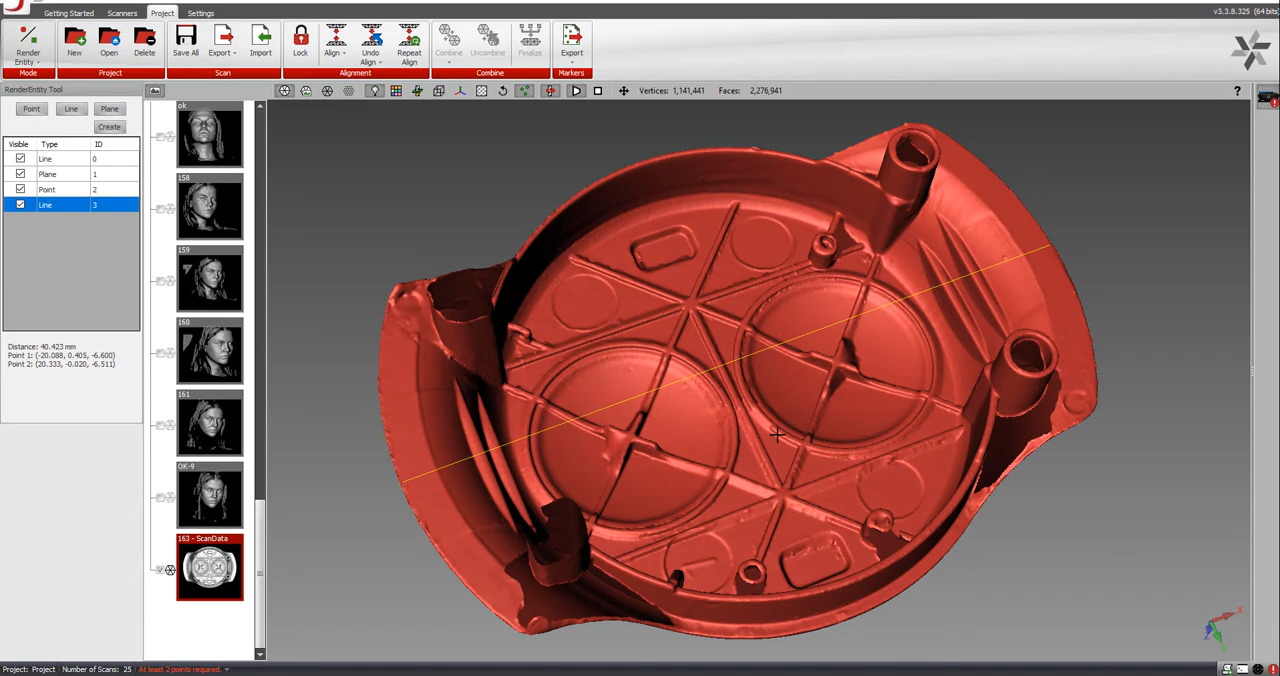 Getting Started Scanners Project Settings
v3.3.8.325 (64 bits)
Render Entity New Open Delete Save All Export Import Lock Align Undo Align Repeat Align Combine Uncombine Finalize Export
Mode Project Scan Alignment Combine Markers
RenderEntity Tool
Vertices: 1,141,441 Faces: 2,276,941 ?
Point Line Plane
Create
Visible Type ID
Line 0
Plane 1
Point 2
Line 3
Distance: 40.423 mm
Point 1: (-20.088, 0.405, -6.600)
Point 2: (20.333, -0.020, -6.511)
ok
158
159
160
161
OK-9
163 - ScanData
X
Y
Z
Project: Project Number of Scans: 25 At least 2 points required.